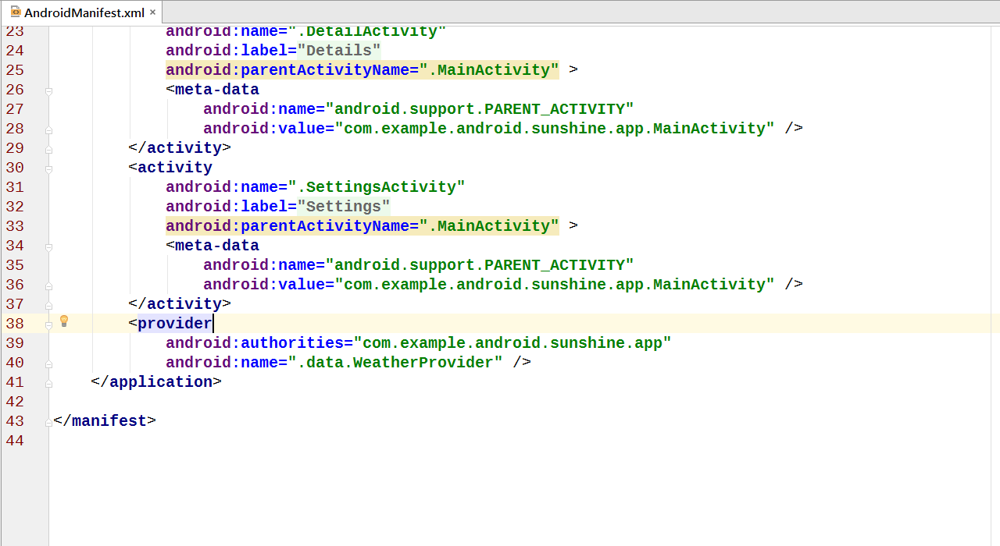 AndroidManifest.xml ×
23 android:name=".DetailActivity"
24 android:label="Details"
25 android:parentActivityName=".MainActivity" >
26 <meta-data
27 android:name="android.support.PARENT_ACTIVITY"
28 android:value="com.example.android.sunshine.app.MainActivity" />
29 </activity>
30 <activity
31 android:name=".SettingsActivity"
32 android:label="Settings"
33 android:parentActivityName=".MainActivity" >
34 <meta-data
35 android:name="android.support.PARENT_ACTIVITY"
36 android:value="com.example.android.sunshine.app.MainActivity" />
37 </activity>
38 <provider
39 android:authorities="com.example.android.sunshine.app"
40 android:name=".data.WeatherProvider" />
41 </application>
42
43 </manifest>
44